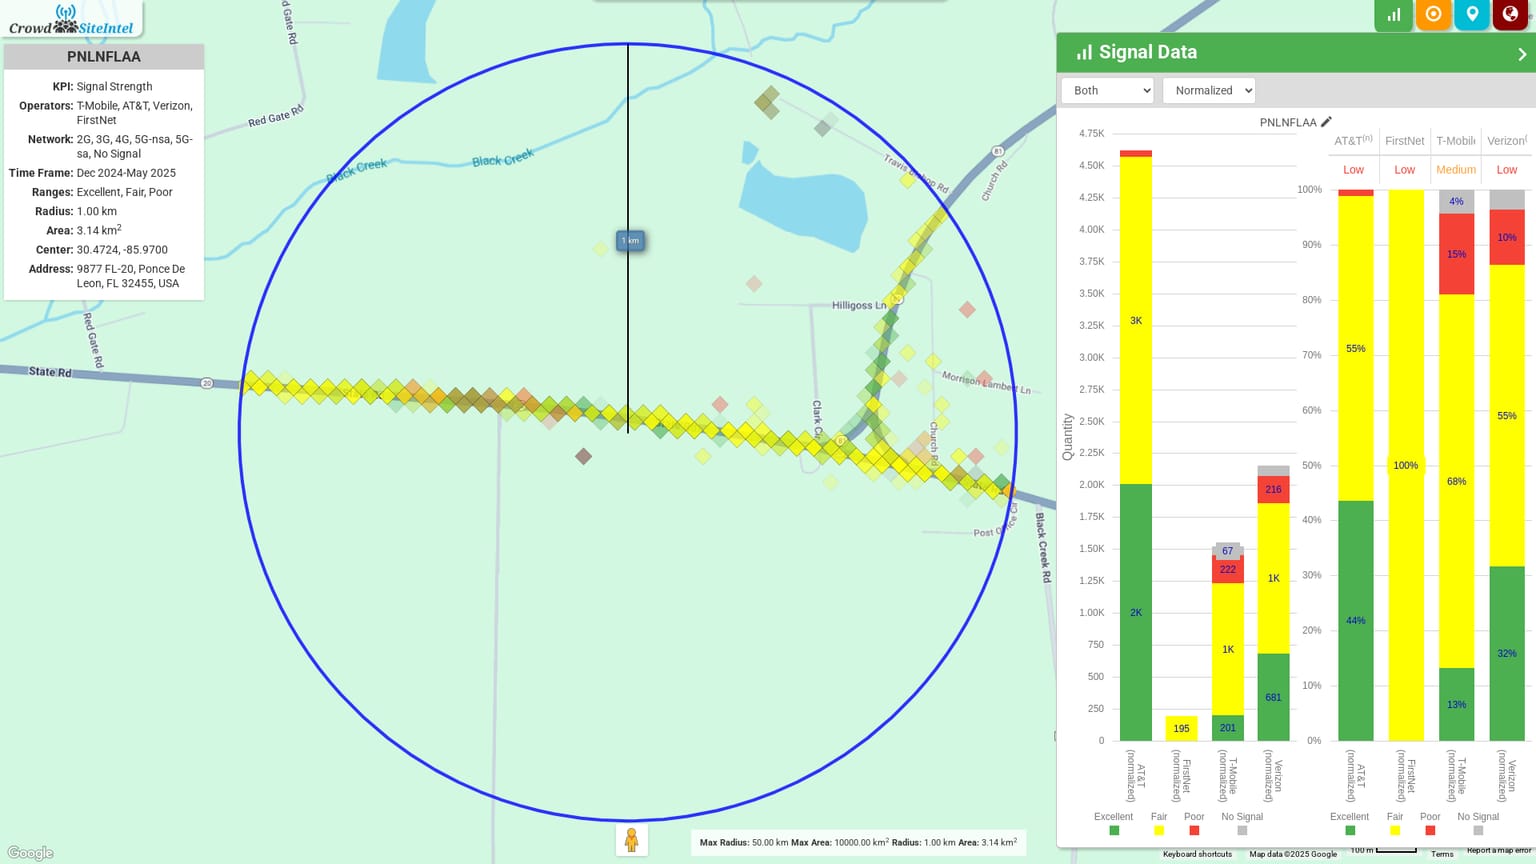 CrowdSiteIntel
PNLNFLAA
KPI: Signal Strength
Operators: T-Mobile, AT&T, Verizon,
FirstNet
Network: 2G, 3G, 4G, 5G-nsa, 5G-
sa, No Signal
Time Frame: Dec 2024-May 2025
Ranges: Excellent, Fair, Poor
Radius: 1.00 km
Area: 3.14 km2
Center: 30.4724, -85.9700
Address: 9877 FL-20, Ponce De
Leon, FL 32455, USA
d Gate Rd
Red Gate Rd
Black Creek
Black Creek
Red Gate Rd
State Rd
20
1 km
Travis Bishop Rd
81
Church Rd
Hilligoss Ln
Morrison Lambert Ln
Clark Cir
Church Rd
81
Post Office Cir
Black Creek Rd
Google
Max Radius: 50.00 km Max Area: 10000.00 km2 Radius: 1.00 km Area: 3.14 km2
Signal Data
Both
Normalized
PNLNFLAA
4.75K
4.50K
4.25K
4.00K
3.75K
3.50K
3.25K
3.00K
2.75K
2.50K
2.25K
2.00K
1.75K
1.50K
1.25K
1.00K
750
500
250
0
Quantity
3K
2K
195
67
222
1K
201
216
1K
681
AT&T
(normalized)
FirstNet
(normalized)
T-Mobile
(normalized)
Verizon
(normalized)
Excellent Fair Poor No Signal
AT&T(n) FirstNet T-Mobile Verizon(
Low Low Medium Low
100%
90%
80%
70%
60%
50%
40%
30%
20%
10%
0%
55%
44%
100%
4%
15%
68%
13%
10%
55%
32%
AT&T
(normalized)
FirstNet
(normalized)
T-Mobile
(normalized)
Verizon
(normalized)
Excellent Fair Poor No Signal
Keyboard shortcuts Map data ©2025 Google 100 m Terms Report a map error